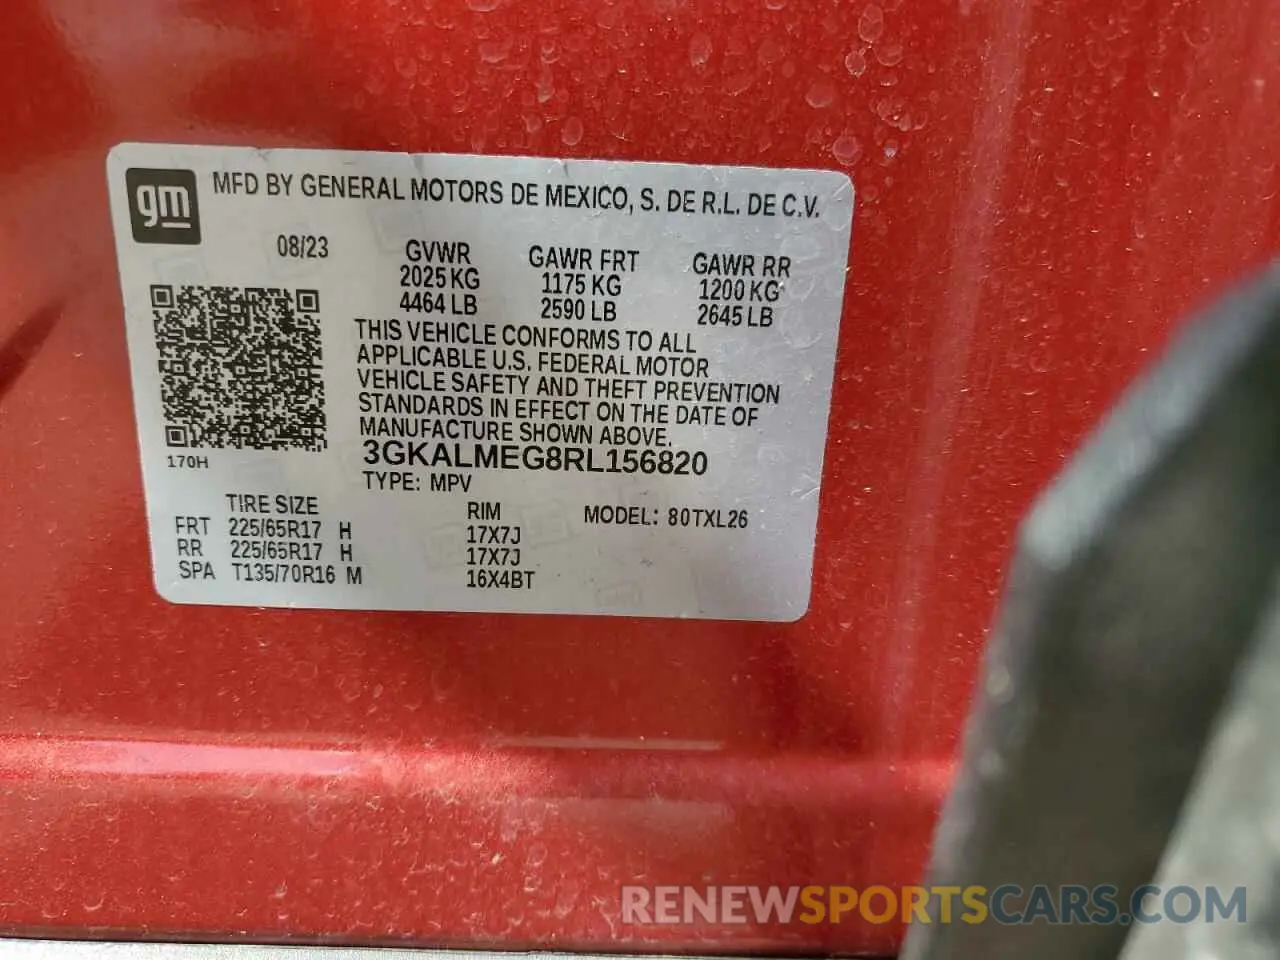 gm MFD BY GENERAL MOTORS DE MEXICO, S. DE R.L. DE C.V.
08/23 GVWR GAWR FRT GAWR RR
2025 KG 1175 KG 1200 KG
4464 LB 2590 LB 2645 LB
THIS VEHICLE CONFORMS TO ALL
APPLICABLE U.S. FEDERAL MOTOR
VEHICLE SAFETY AND THEFT PREVENTION
STANDARDS IN EFFECT ON THE DATE OF
MANUFACTURE SHOWN ABOVE.
170H 3GKALMEG8RL156820
TYPE: MPV
TIRE SIZE RIM MODEL: 80TXL26
FRT 225/65R17 H 17X7J
RR 225/65R17 H 17X7J
SPA T135/70R16 M 16X4BT
RENEWSPORTSCARS.COM